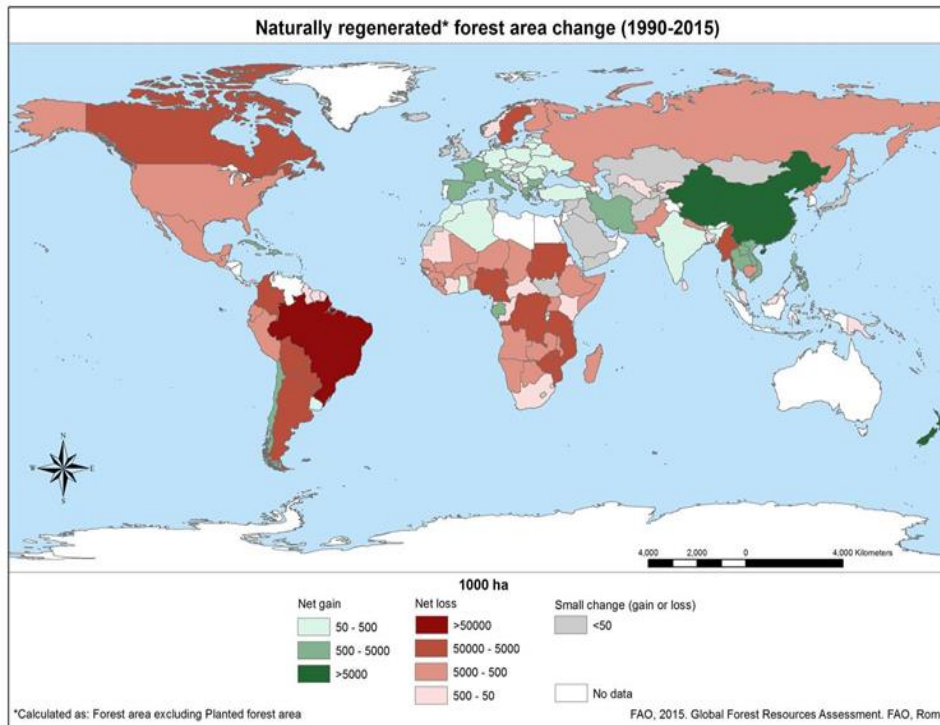 Naturally regenerated* forest area change (1990-2015)
N
W E
S
4,000 2,000 0 4,000 Kilometers
1000 ha
Net gain
50 - 500
500 - 5000
>5000
Net loss
>50000
50000 - 5000
5000 - 500
500 - 50
Small change (gain or loss)
<50
No data
*Calculated as: Forest area excluding Planted forest area
FAO, 2015. Global Forest Resources Assessment. FAO, Rom